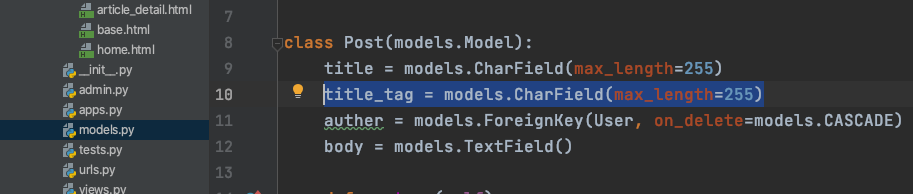 article_detail.html
base.html
home.html
__init__.py
admin.py
apps.py
models.py
tests.py
urls.py
views.py
7
8 class Post(models.Model):
9 title = models.CharField(max_length=255)
10 title_tag = models.CharField(max_length=255)
11 auther = models.ForeignKey(User, on_delete=models.CASCADE)
12 body = models.TextField()
13